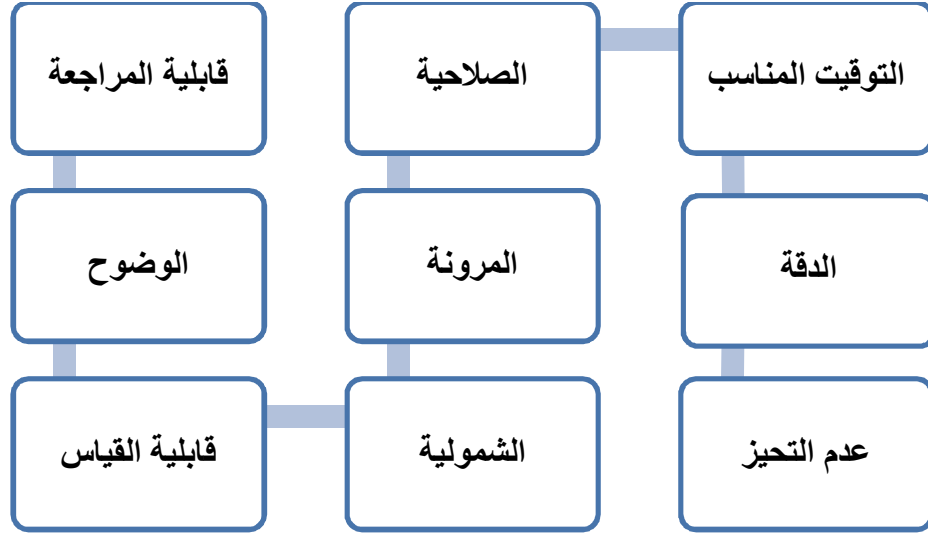 قابلية المراجعة
الوضوح
قابلية القياس
الشمولية
المرونة
الصلاحية
التوقيت المناسب
الدقة
عدم التحيز